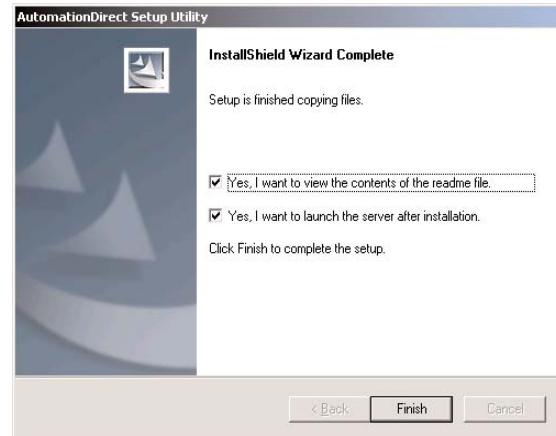 AutomationDirect Setup Utility
InstallShield Wizard Complete
Setup is finished copying files.
Yes, I want to view the contents of the readme file.
Yes, I want to launch the server after installation.
Click Finish to complete the setup.
< Back Finish Cancel